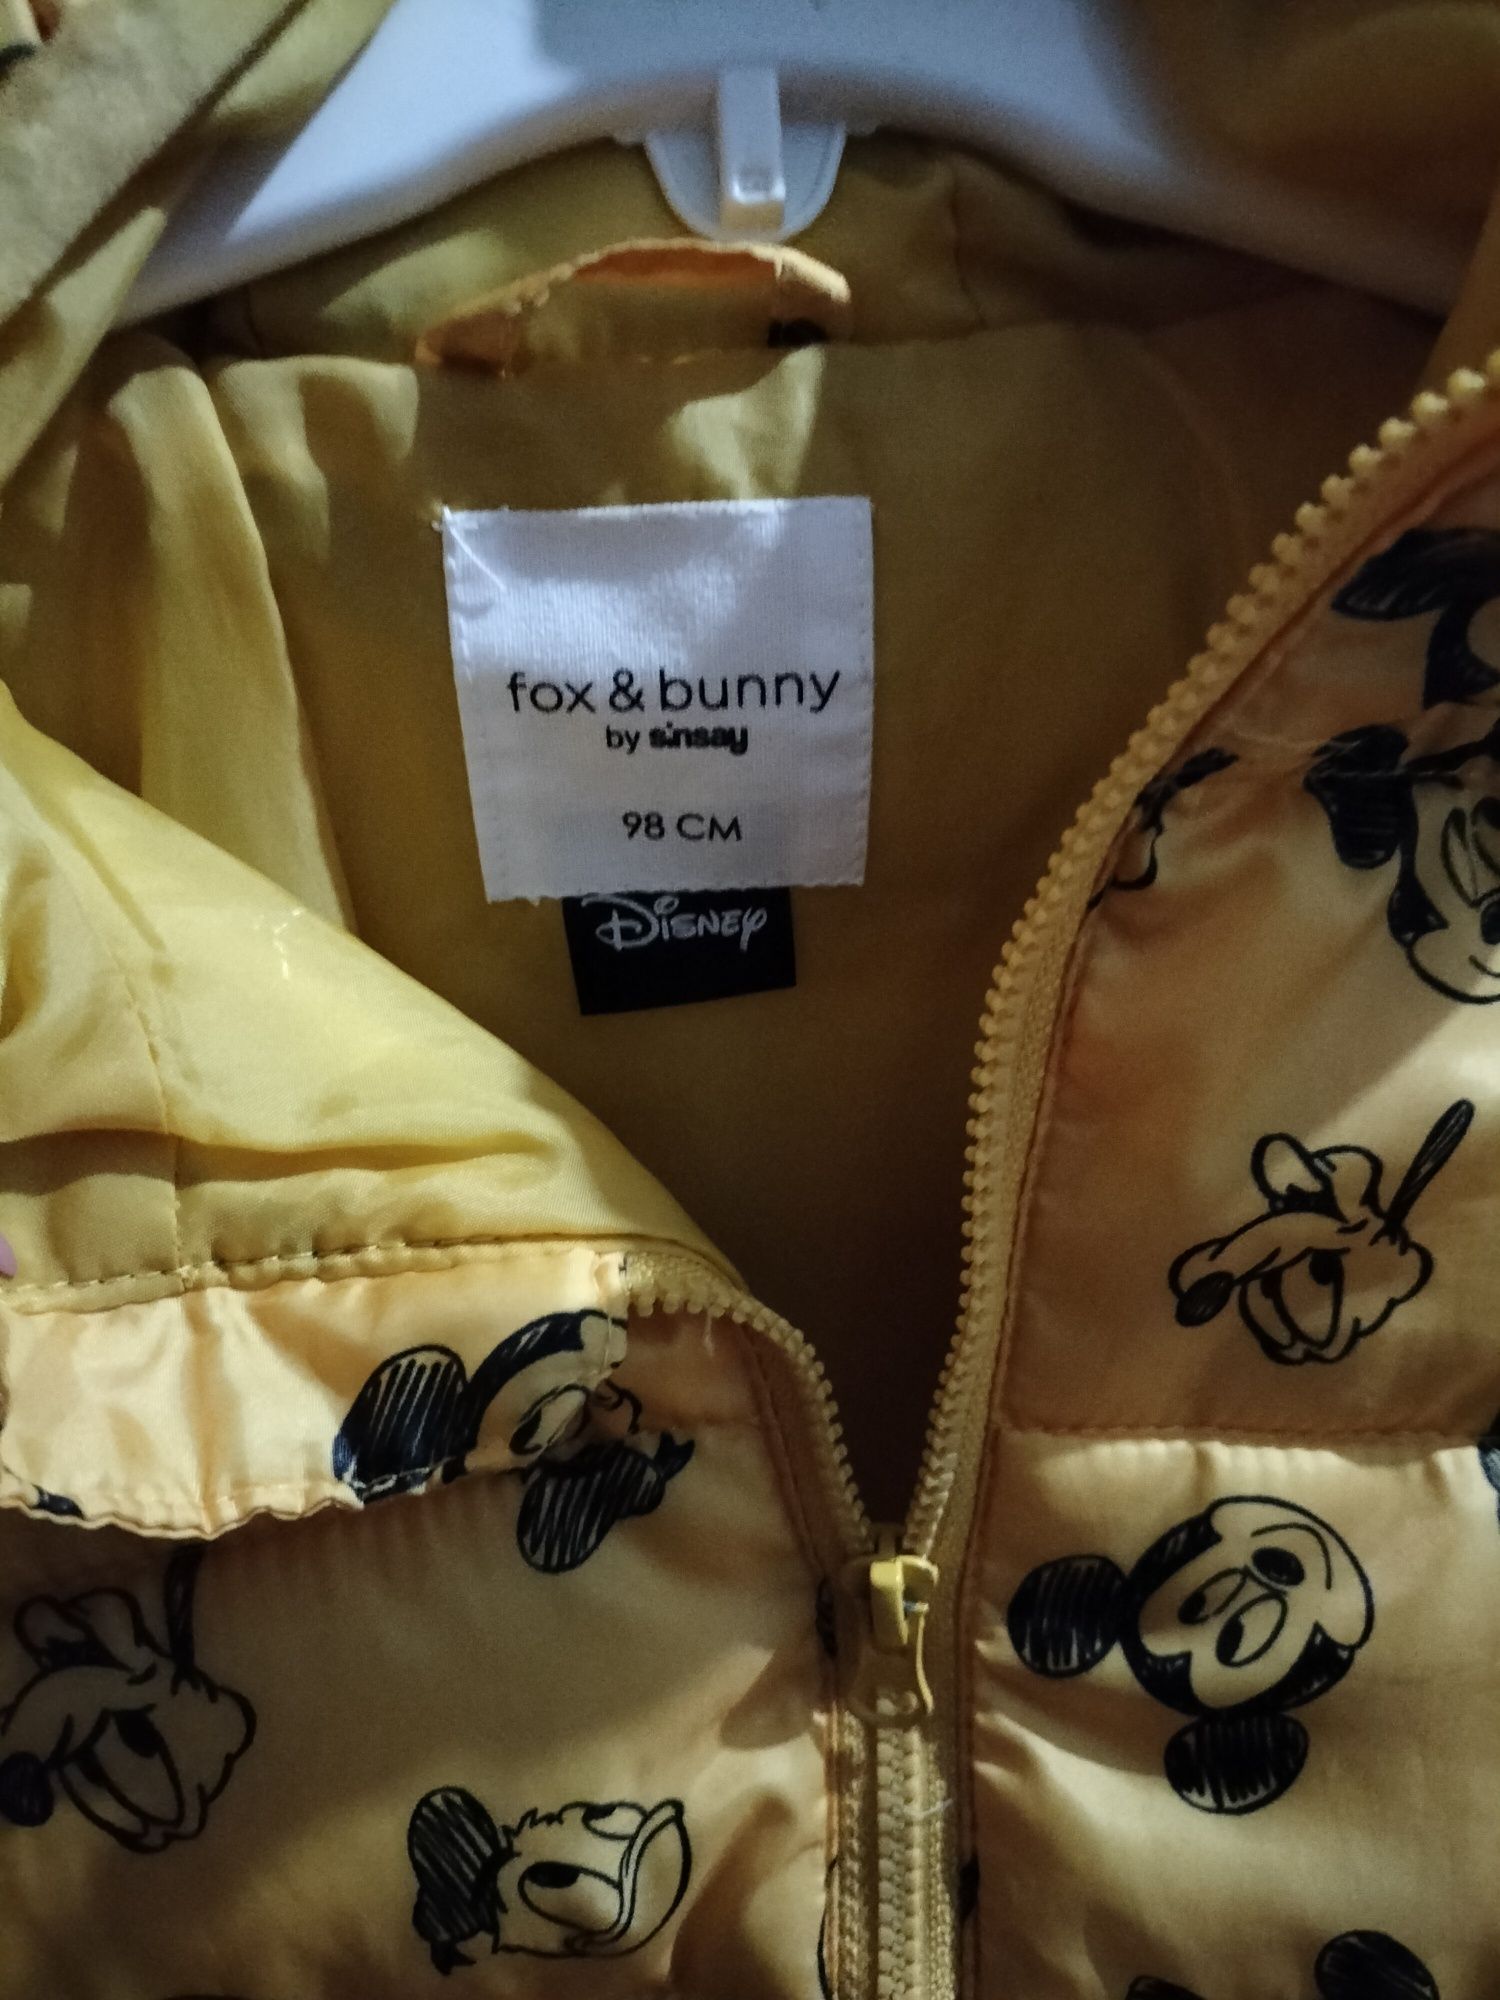 fox & bunny
by sinsay
98 CM
Disney